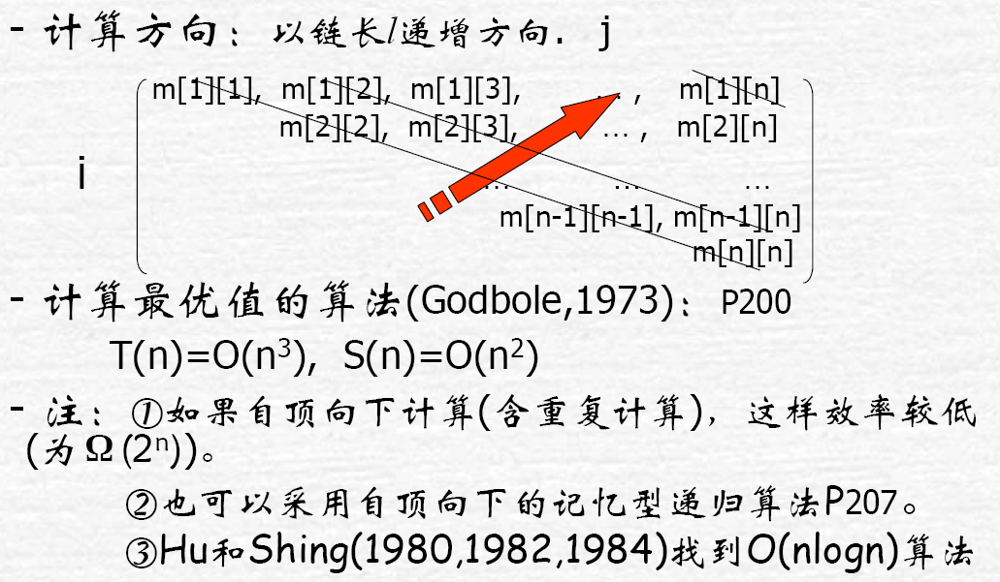 - 计算方向：以链长l递增方向. j
m[1][1], m[1][2], m[1][3], … , m[1][n]
m[2][2], m[2][3], … , m[2][n]
i
… … …
m[n-1][n-1], m[n-1][n]
m[n][n]
- 计算最优值的算法(Godbole,1973)：P200
T(n)=O(n³), S(n)=O(n²)
- 注：①如果自顶向下计算(含重复计算)，这样效率较低
(为Ω(2ⁿ))。
②也可以采用自顶向下的记忆型递归算法P207。
③Hu和Shing(1980,1982,1984)找到O(nlogn)算法